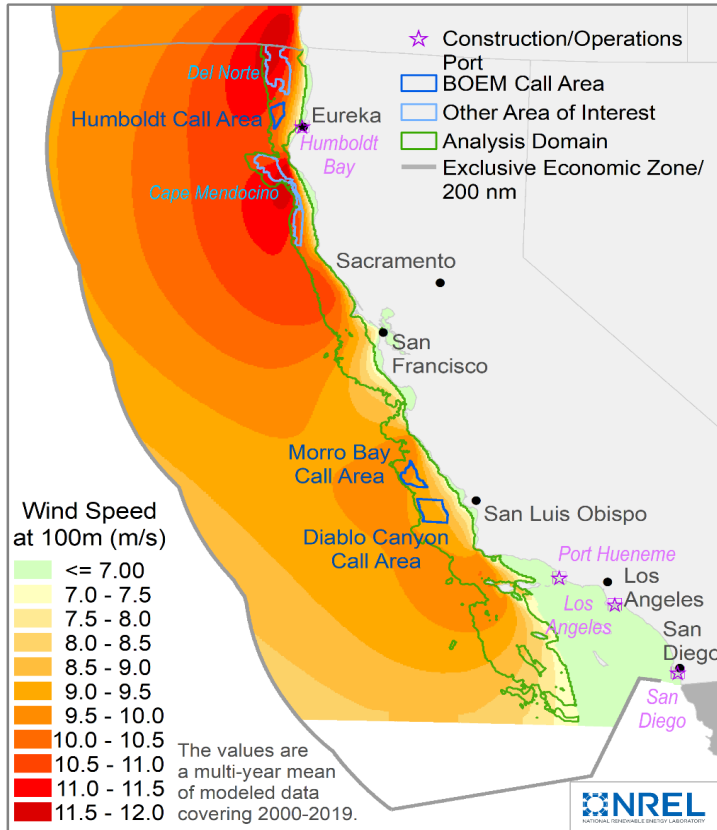 Construction/Operations
Port
BOEM Call Area
Other Area of Interest
Analysis Domain
Exclusive Economic Zone/
200 nm
Del Norte
Humboldt Call Area
Eureka
Humboldt
Bay
Cape Mendocino
Sacramento
San
Francisco
Morro Bay
Call Area
San Luis Obispo
Diablo Canyon
Call Area
Port Hueneme
Los
Angeles
Los
Angeles
San
Diego
San
Diego
Wind Speed
at 100m (m/s)
<= 7.00
7.0 - 7.5
7.5 - 8.0
8.0 - 8.5
8.5 - 9.0
9.0 - 9.5
9.5 - 10.0
10.0 - 10.5
10.5 - 11.0
11.0 - 11.5
11.5 - 12.0
The values are
a multi-year mean
of modeled data
covering 2000-2019.
NREL
NATIONAL RENEWABLE ENERGY LABORATORY